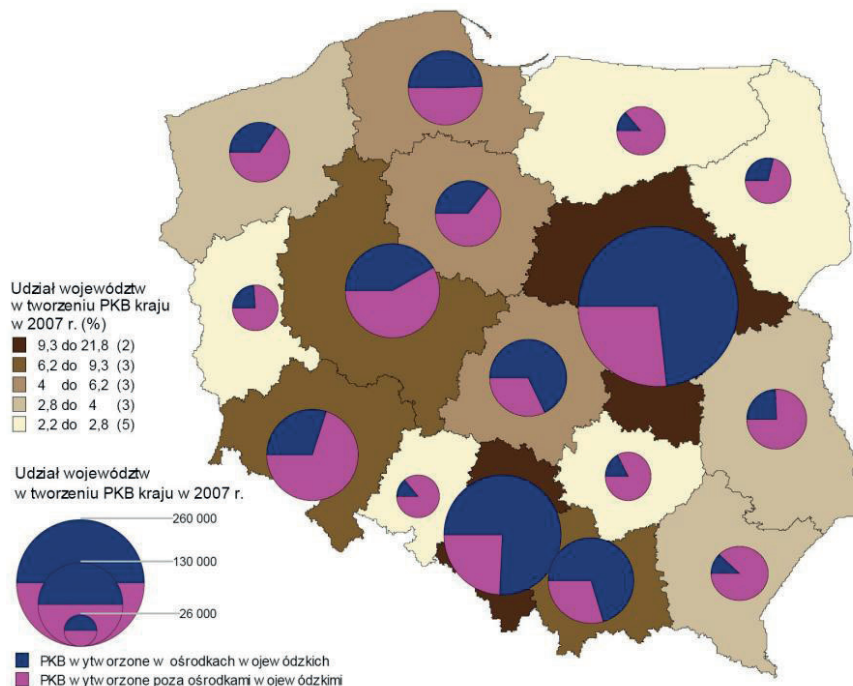 Udział województw
w tworzeniu PKB kraju
w 2007 r. (%)
9,3 do 21,8 (2)
6,2 do 9,3 (3)
4 do 6,2 (3)
2,8 do 4 (3)
2,2 do 2,8 (5)
Udział województw
w tworzeniu PKB kraju w 2007 r.
260 000
130 000
26 000
PKB w ytw orzone w ośrodkach w ojew ódzkich
PKB w ytw orzone poza ośrodkami w ojew ódzkimi